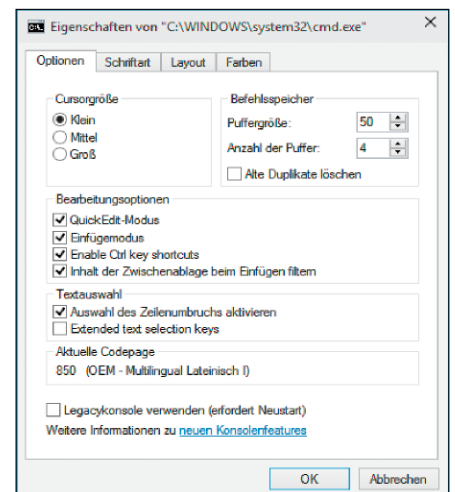 Eigenschaften von "C:\WINDOWS\system32\cmd.exe"
Optionen Schriftart Layout Farben
Cursorgröße
Klein
Mittel
Groß
Befehlsspeicher
Puffergröße: 50
Anzahl der Puffer: 4
Alte Duplikate löschen
Bearbeitungsoptionen
QuickEdit-Modus
Einfügemodus
Enable Ctrl key shortcuts
Inhalt der Zwischenablage beim Einfügen filtern
Textauswahl
Auswahl des Zeilenumbruchs aktivieren
Extended text selection keys
Aktuelle Codepage
850 (OEM - Multilingual Lateinisch I)
Legacykonsole verwenden (erfordert Neustart)
Weitere Informationen zu neuen Konsolenfeatures
OK Abbrechen